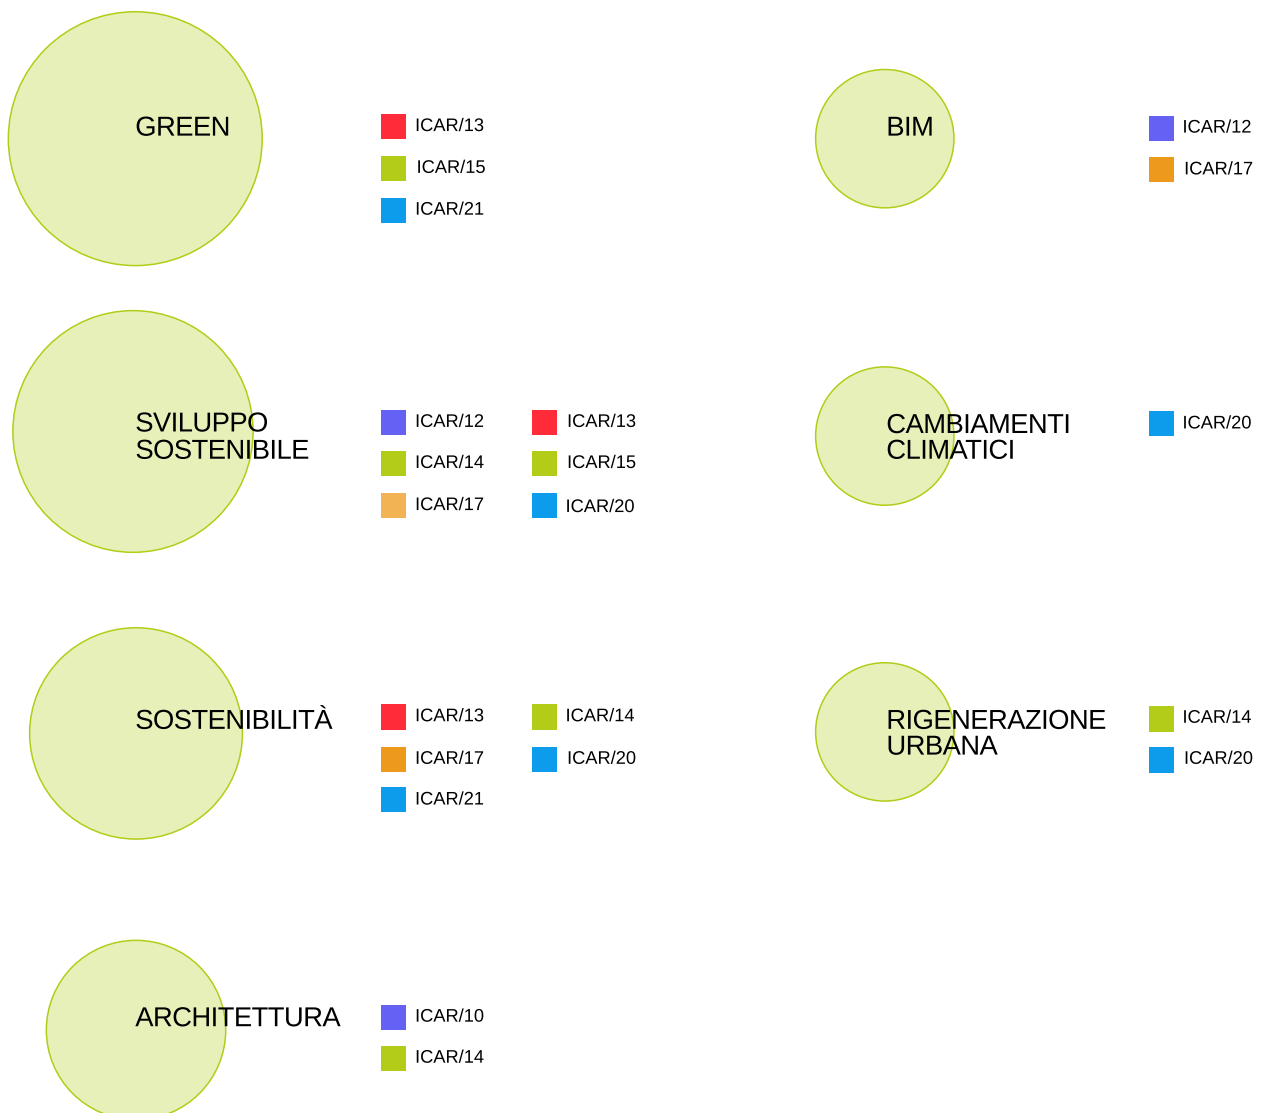 GREEN
ICAR/13
ICAR/15
ICAR/21
BIM
ICAR/12
ICAR/17
SVILUPPO
SOSTENIBILE
ICAR/12
ICAR/14
ICAR/17
ICAR/13
ICAR/15
ICAR/20
CAMBIAMENTI
CLIMATICI
ICAR/20
SOSTENIBILITÀ
ICAR/13
ICAR/17
ICAR/21
ICAR/14
ICAR/20
RIGENERAZIONE
URBANA
ICAR/14
ICAR/20
ARCHITETTURA
ICAR/10
ICAR/14